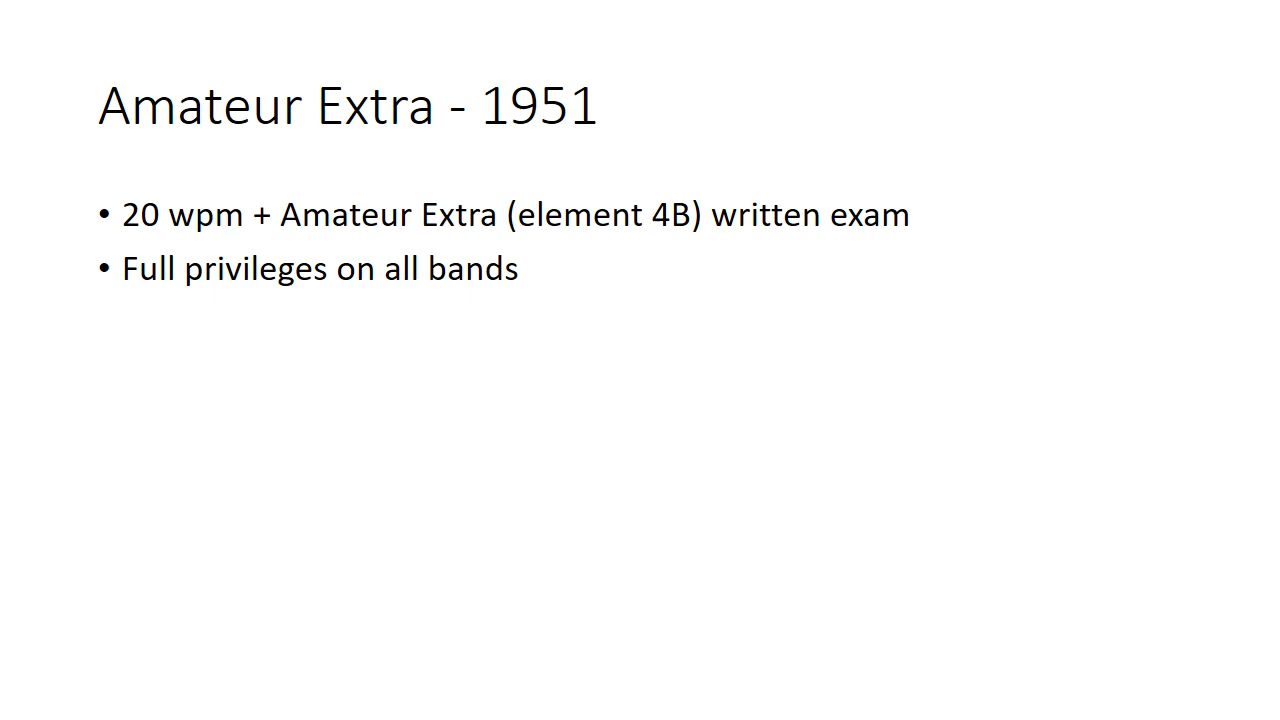 Amateur Extra - 1951
• 20 wpm + Amateur Extra (element 4B) written exam
• Full privileges on all bands